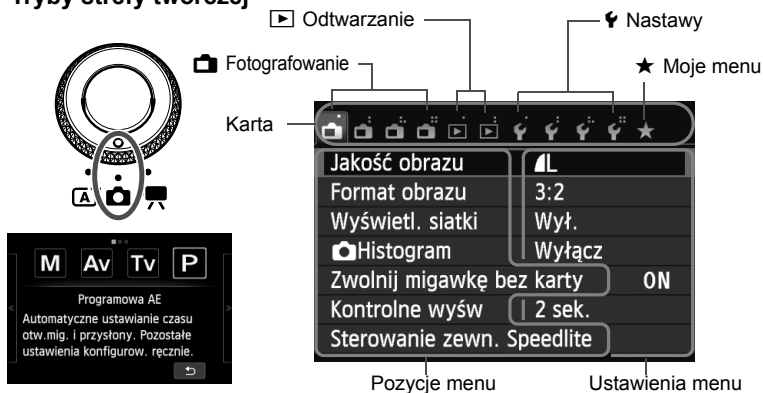 Tryby strefy twórczej
Odtwarzanie
Nastawy
Fotografowanie
★ Moje menu
Karta
A
M Av Tv P
Programowa AE
Automatyczne ustawianie czasu
otw.mig. i przysłony. Pozostałe
ustawienia konfigurow. ręcznie.
Jakość obrazu L
Format obrazu 3:2
Wyświetl. siatki Wył.
Histogram Wyłącz
Zwolnij migawkę bez karty ON
Kontrolne wyśw 2 sek.
Sterowanie zewn. Speedlite
Pozycje menu
Ustawienia menu